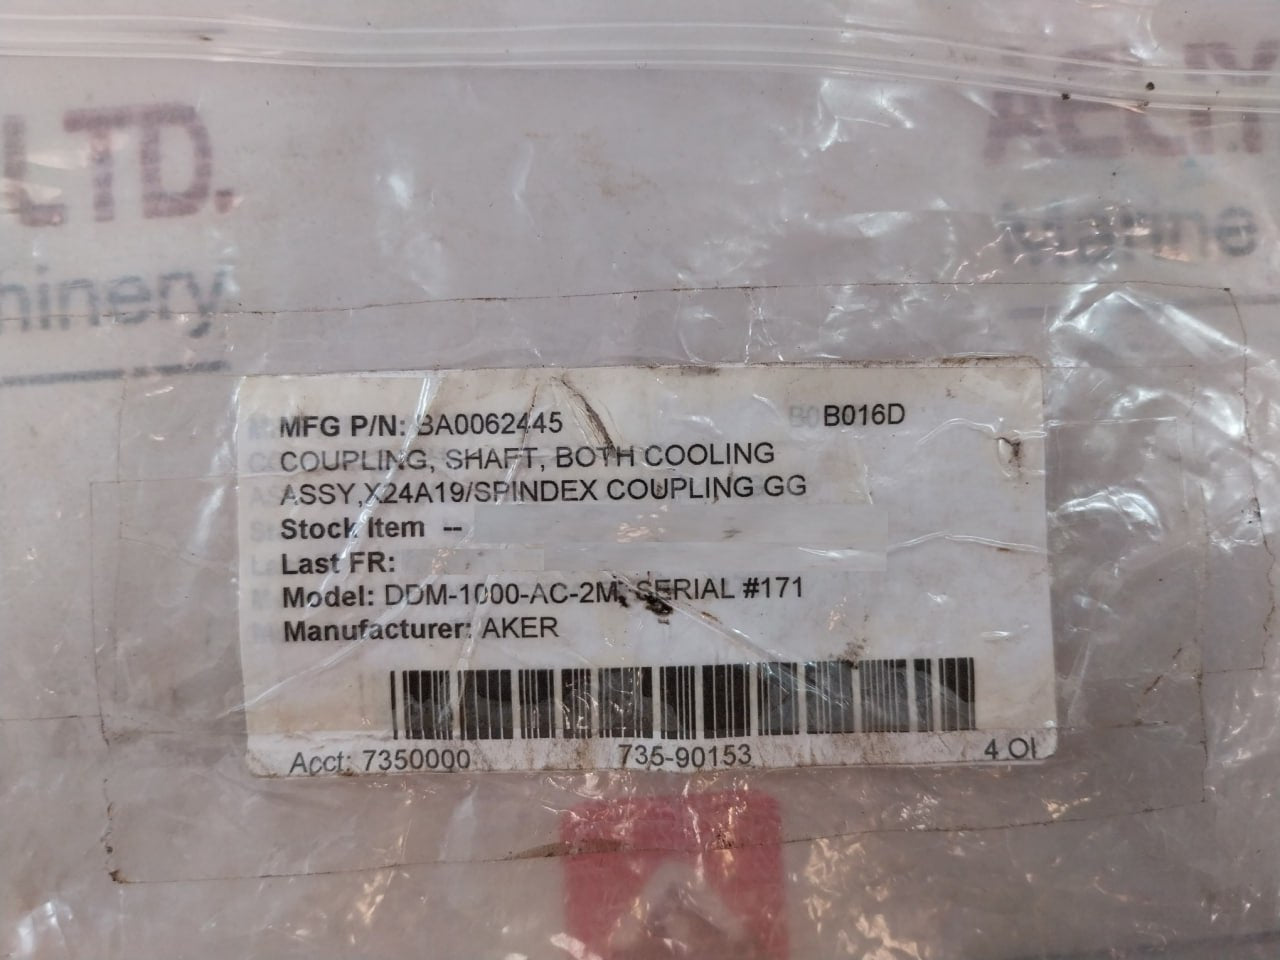 LTD.
hinery
Marine
MFG P/N: BA0062445 B016D
COUPLING, SHAFT, BOTH COOLING
ASSY,X24A19/SPINDEX COUPLING GG
Stock Item --
Last FR:
Model: DDM-1000-AC-2M, SERIAL #171
Manufacturer: AKER
Acct: 7350000 735-90153 4 OI